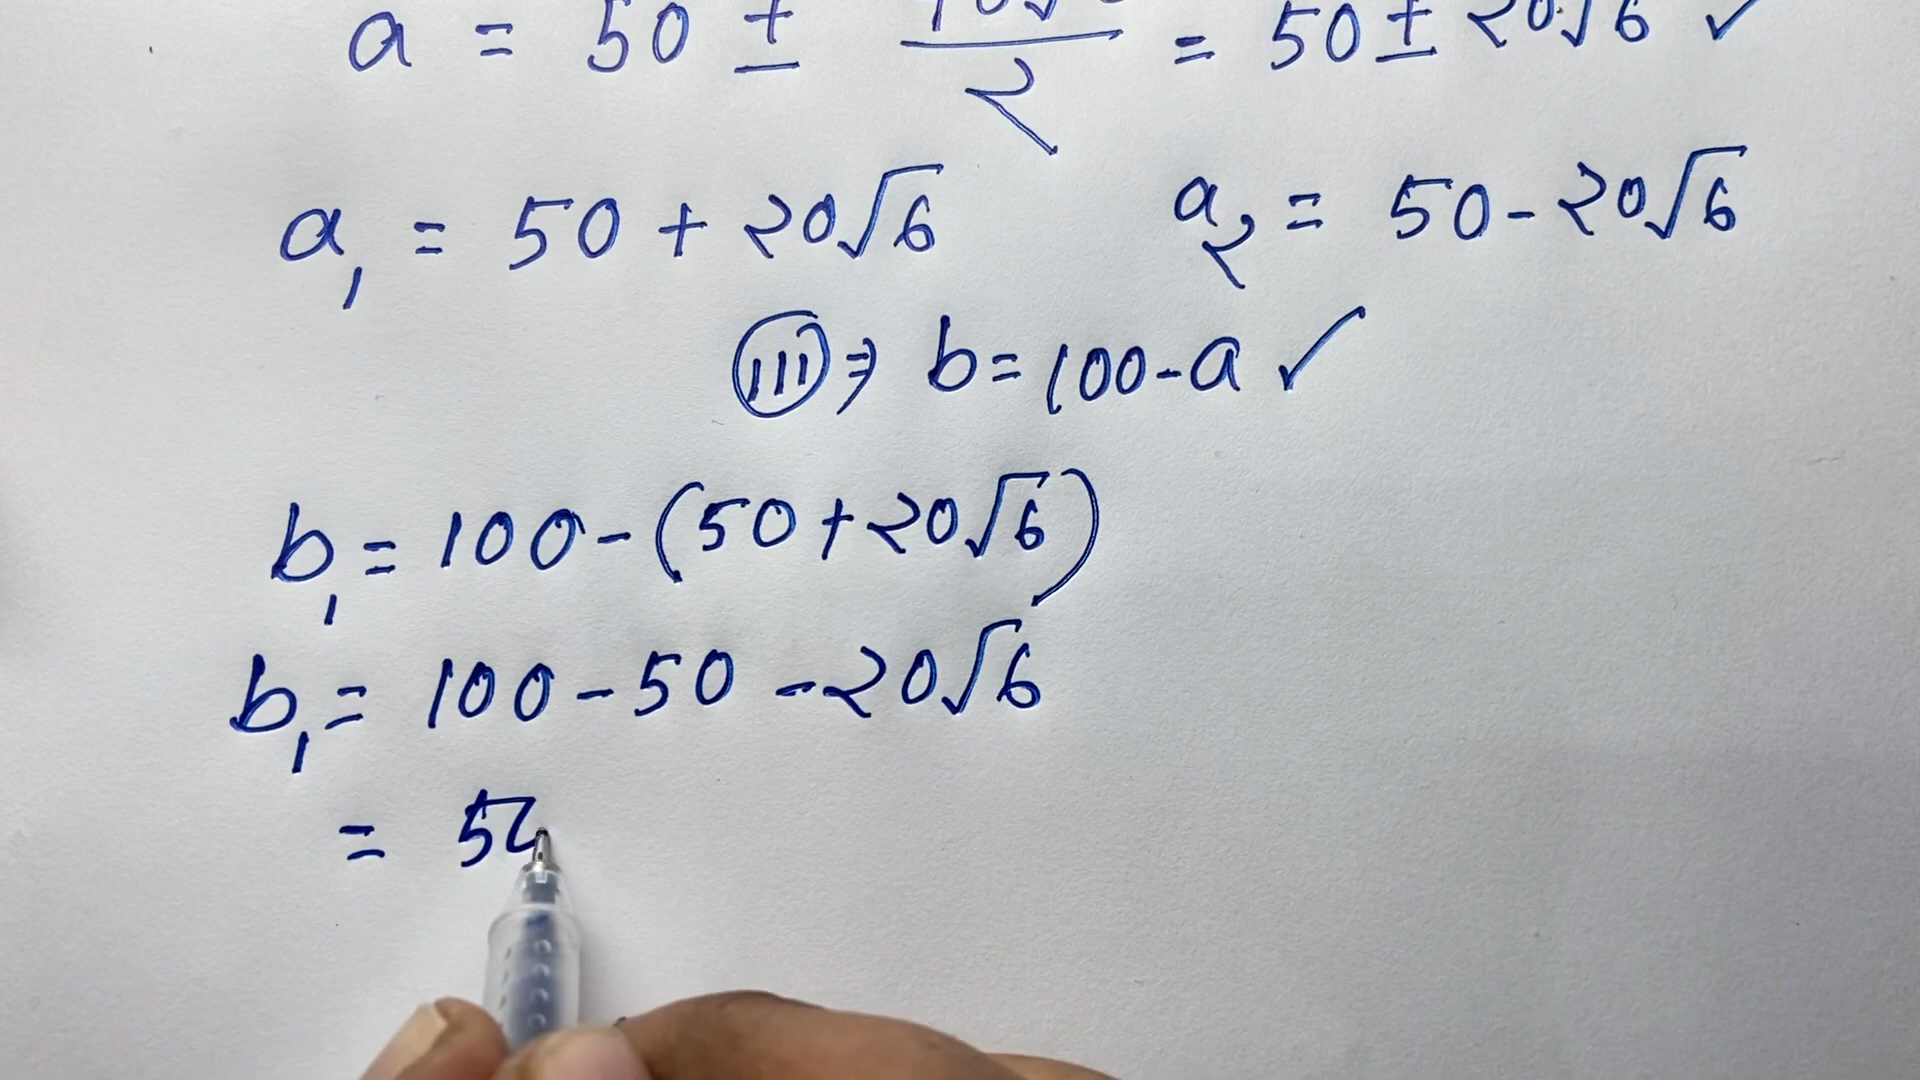 a = 50 ± /2 = 50 ± 20√6 ✓
a₁ = 50 + 20√6 a₂ = 50 - 20√6
(III) ⇒ b = 100 - a ✓
b₁ = 100 - (50 + 20√6)
b₁ = 100 - 50 - 20√6
= 50